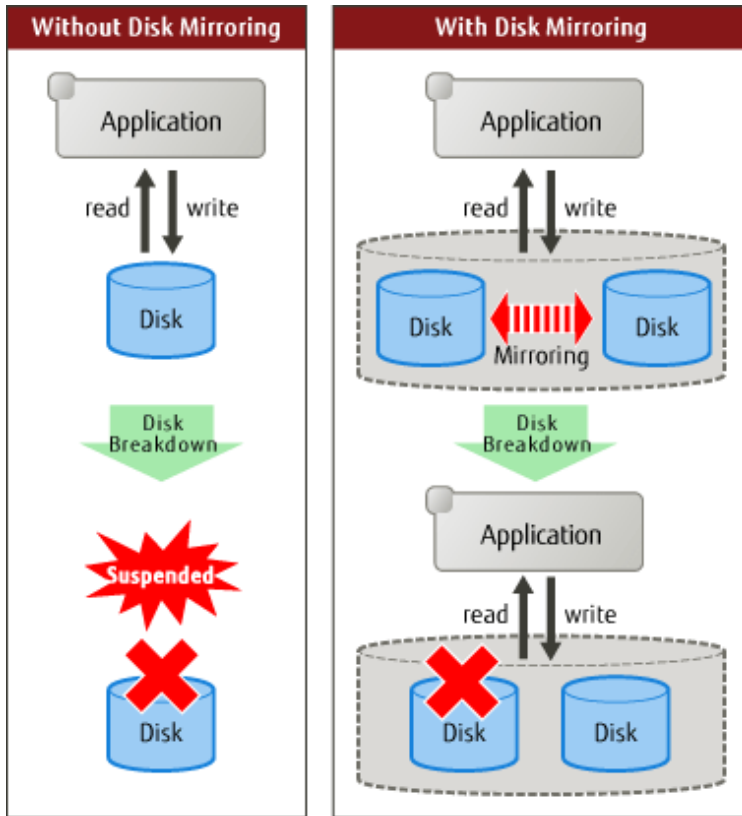 Without Disk Mirroring
Application
read write
Disk
Disk
Breakdown
Suspended
Disk
With Disk Mirroring
Application
read write
Disk Disk
Mirroring
Disk
Breakdown
Application
read write
Disk Disk